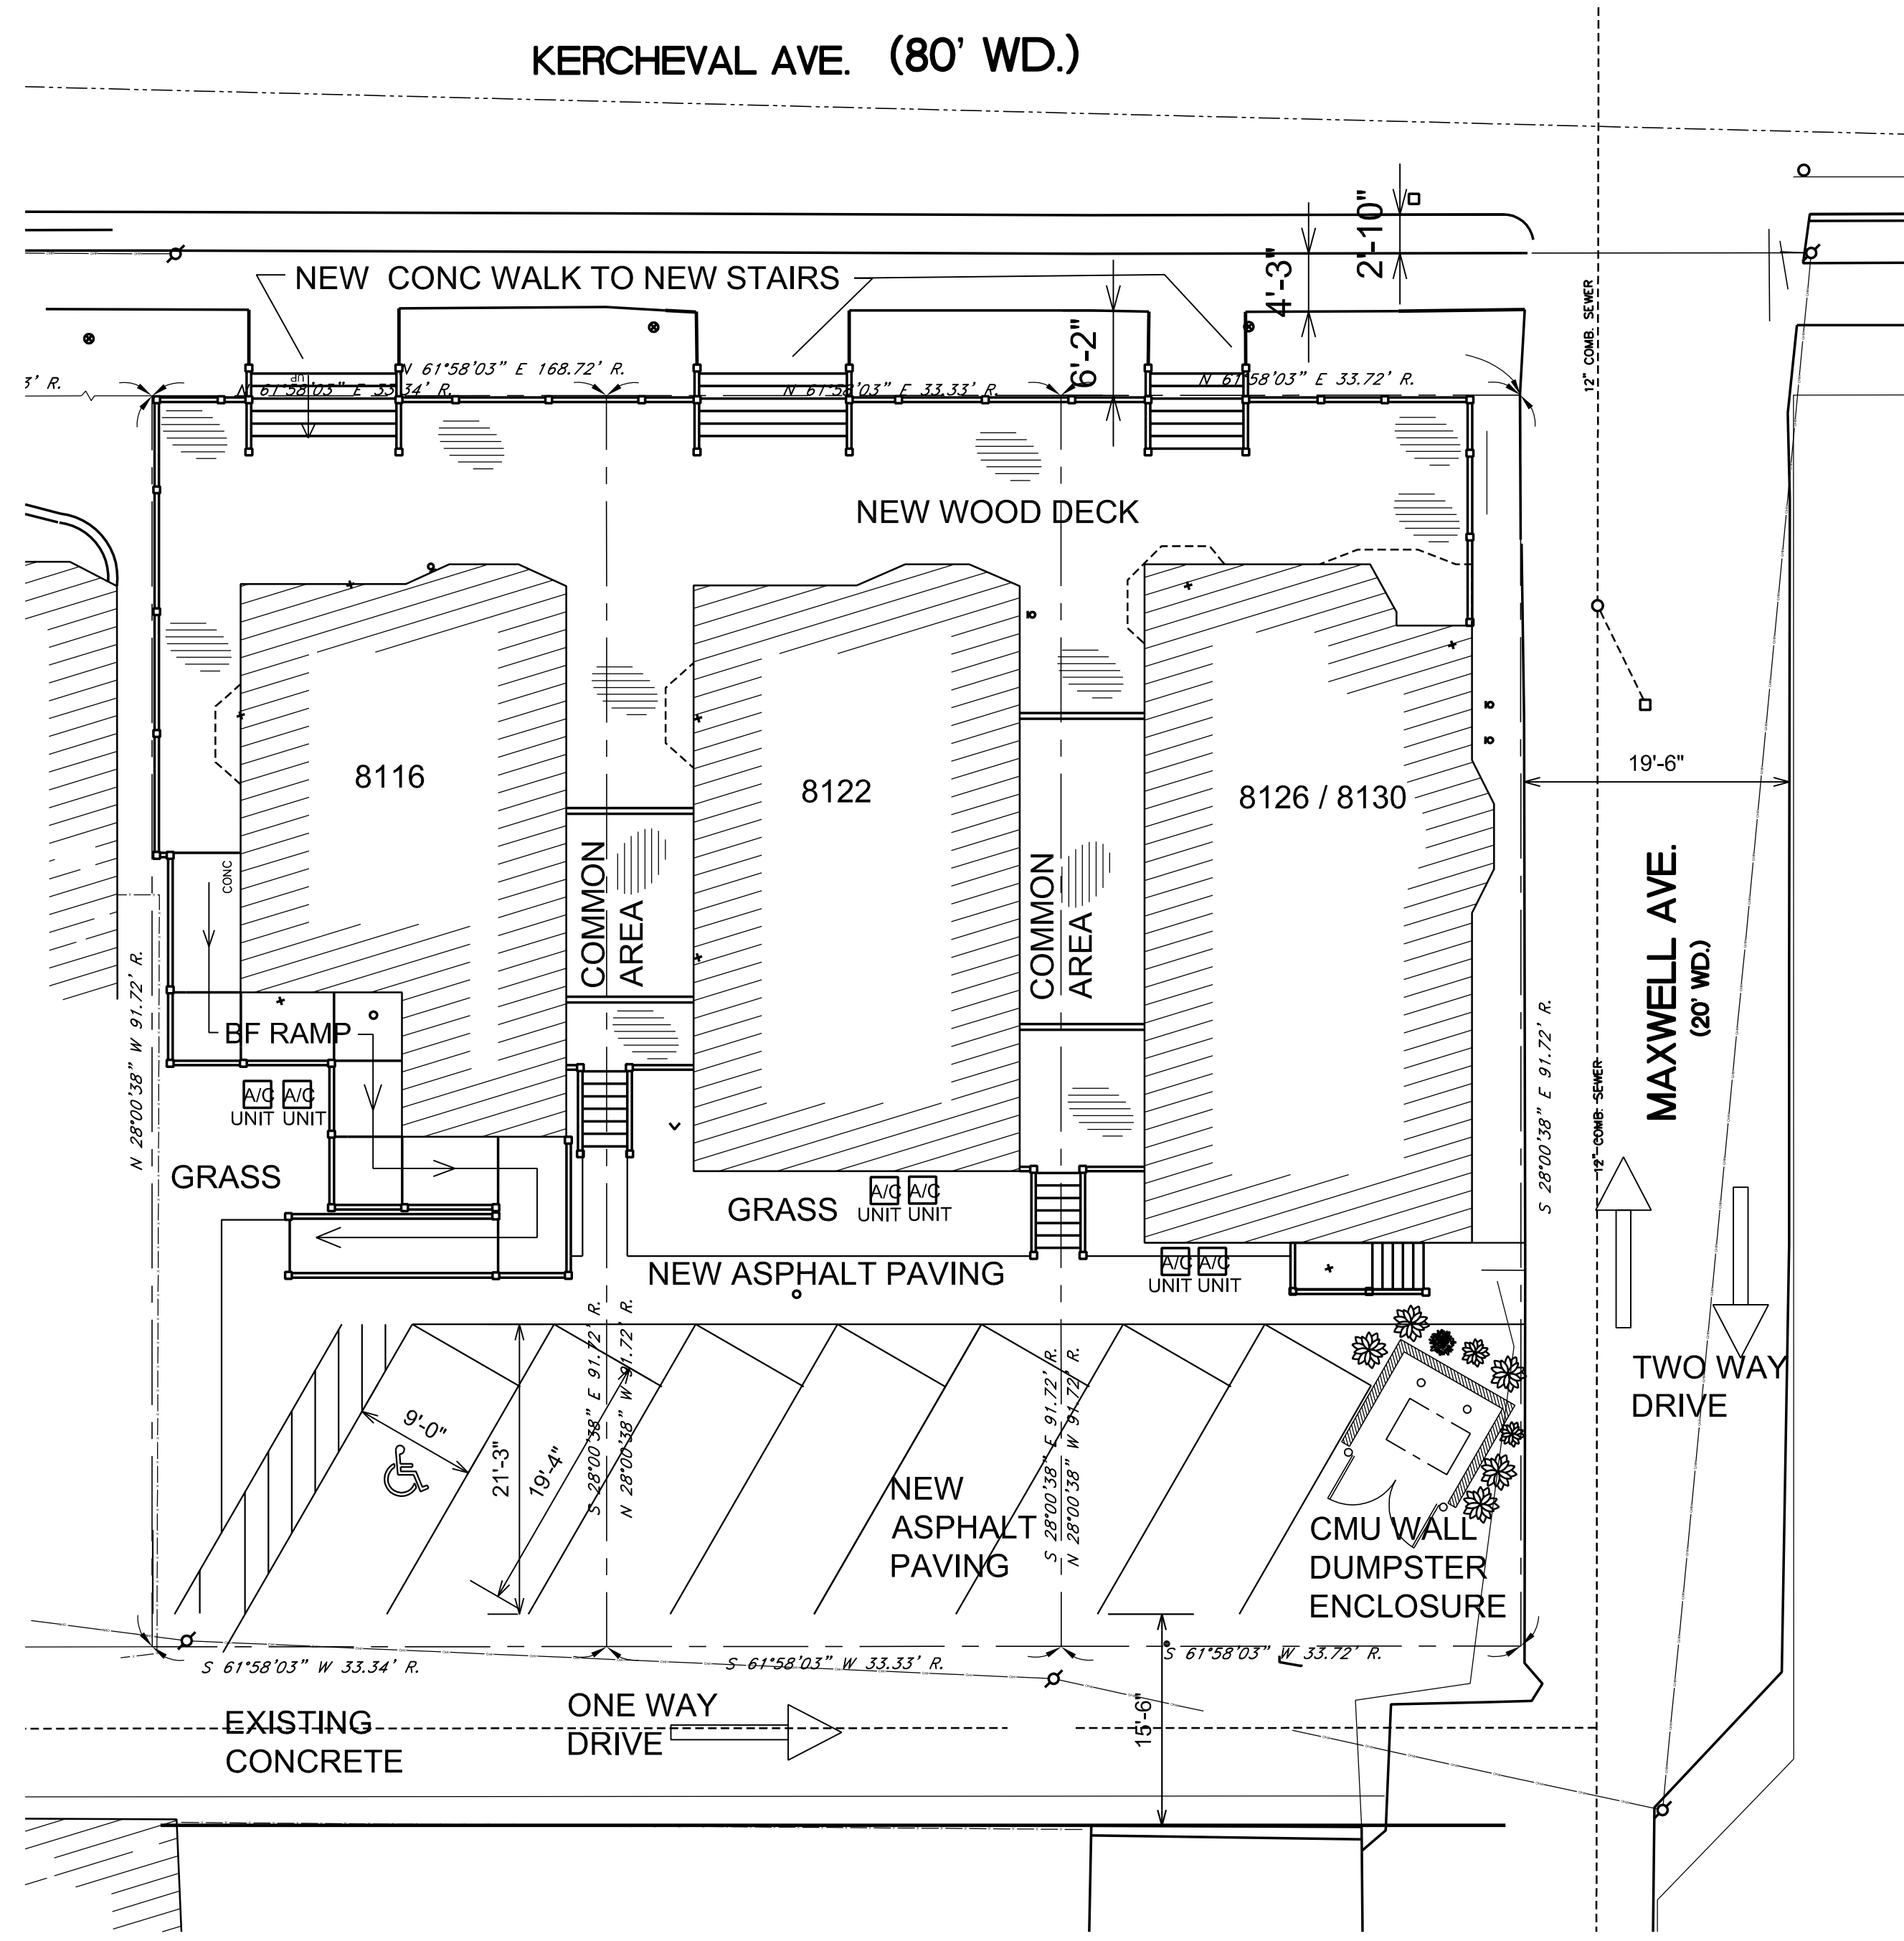 KERCHEVAL AVE. (80' WD.)
2'-10"
4'-3"
6'-2"
NEW CONC WALK TO NEW STAIRS
12" COMB. SEWER
3' R.
N 61°58'03" E 168.72' R.
UP
N 61°58'03" E 33.34' R.
N 61°58'03" E 33.33' R.
N 61°58'03" E 33.72' R.
NEW WOOD DECK
8116
8122
8126 / 8130
19'-6"
CONC
COMMON
AREA
COMMON
AREA
MAXWELL AVE.
(20' WD.)
N 28°00'38" W 91.72' R.
S 28°00'38" E 91.72' R.
12" COMB. SEWER
BF RAMP
A/C
UNIT
A/C
UNIT
GRASS
GRASS
A/C
UNIT
A/C
UNIT
NEW ASPHALT PAVING
A/C
UNIT
A/C
UNIT
S 28°00'38" E 91.72' R.
N 28°00'38" W 91.72' R.
S 28°00'38" E 91.72' R.
N 28°00'38" W 91.72' R.
TWO WAY
DRIVE
9'-0"
21'-3"
19'-4"
NEW
ASPHALT
PAVING
CMU WALL
DUMPSTER
ENCLOSURE
S 61°58'03" W 33.34' R.
S 61°58'03" W 33.33' R.
S 61°58'03" W 33.72' R.
15'-6"
EXISTING
CONCRETE
ONE WAY
DRIVE